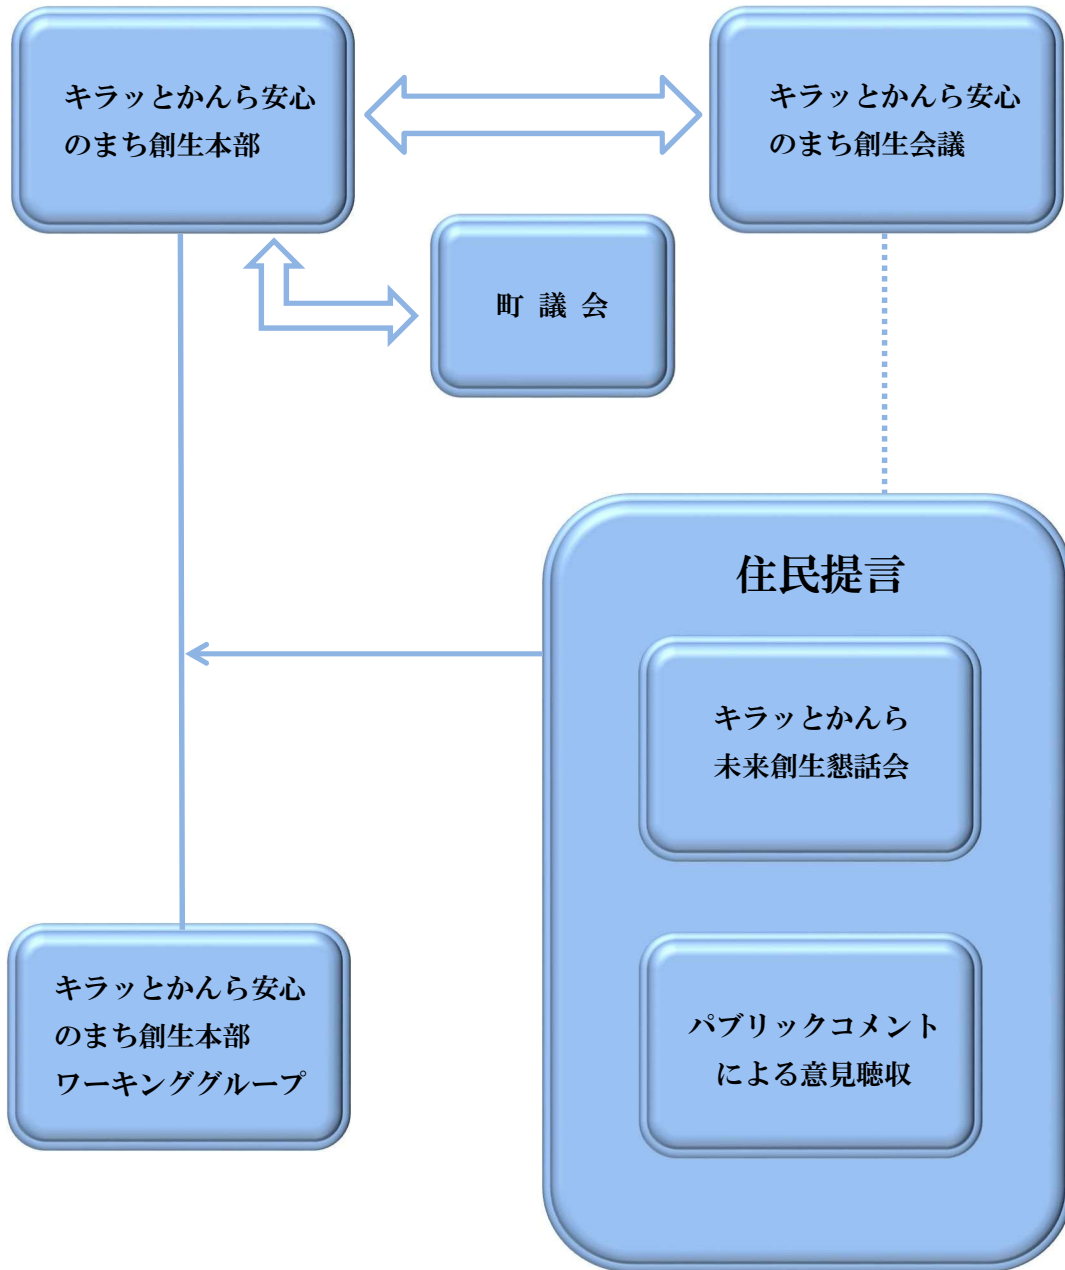 キラッとかんら安心
のまち創生本部
キラッとかんら安心
のまち創生会議
町 議 会
住民提言
キラッとかんら
未来創生懇話会
パブリックコメント
による意見聴収
キラッとかんら安心
のまち創生本部
ワーキンググループ